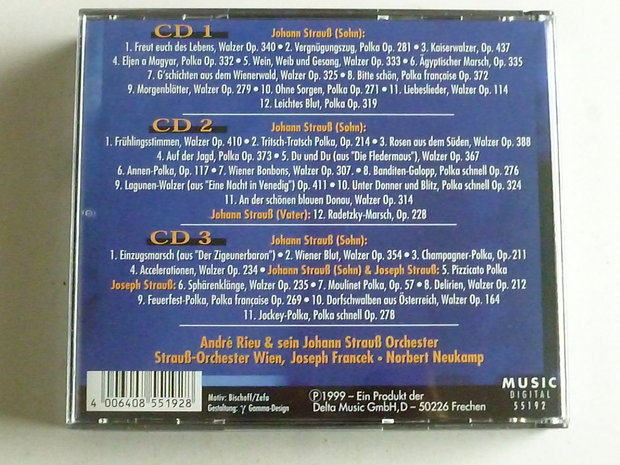 CD 1 Johann Strauß (Sohn):
1. Freut euch des Lebens, Walzer Op. 340 • 2. Vergnügungszug, Polka Op. 281 • 3. Kaiserwalzer, Op. 437
4. Eljen a Magyar, Polka Op. 332 • 5. Wein, Weib und Gesang, Walzer Op. 333 • 6. Ägyptischer Marsch, Op. 335
7. G'schichten aus dem Wienerwald, Walzer Op. 325 • 8. Bitte schön, Polka française Op. 372
9. Morgenblätter, Walzer Op. 279 • 10. Ohne Sorgen, Polka Op. 271 • 11. Liebeslieder, Walzer Op. 114
12. Leichtes Blut, Polka Op. 319
CD 2 Johann Strauß (Sohn):
1. Frühlingsstimmen, Walzer Op. 410 • 2. Tritsch-Tratsch Polka, Op. 214 • 3. Rosen aus dem Süden, Walzer Op. 388
4. Auf der Jagd, Polka Op. 373 • 5. Du und Du (aus "Die Fledermaus"), Walzer Op. 367
6. Annen-Polka, Op. 117 • 7. Wiener Bonbons, Walzer Op. 307. • 8. Banditen-Galopp, Polka schnell Op. 276
9. Lagunen-Walzer (aus "Eine Nacht in Venedig") Op. 411 • 10. Unter Donner und Blitz, Polka schnell Op. 324
11. An der schönen blauen Donau, Walzer Op. 314
Johann Strauß (Vater): 12. Radetzky-Marsch, Op. 228
CD 3 Johann Strauß (Sohn):
1. Einzugsmarsch (aus "Der Zigeunerbaron") • 2. Wiener Blut, Walzer Op. 354 • 3. Champagner-Polka, Op. 211
4. Accelerationen, Walzer Op. 234 • Johann Strauß (Sohn) & Joseph Strauß: 5. Pizzicato Polka
Joseph Strauß: 6. Sphärenklänge, Walzer Op. 235 • 7. Moulinet Polka, Op. 57 • 8. Delirien, Walzer Op. 212
9. Feuerfest-Polka, Polka française Op. 269 • 10. Dorfschwalben aus Österreich, Walzer Op. 164
11. Jockey-Polka, Polka schnell Op. 278
André Rieu & sein Johann Strauß Orchester
Strauß-Orchester Wien, Joseph Francek • Norbert Neukamp
4 006408 551928
Motiv: Bischoff/Zefa
Gestaltung: γ Gamma-Design
℗ 1999 – Ein Produkt der
Delta Music GmbH, D – 50226 Frechen
MUSIC
DIGITAL
55192